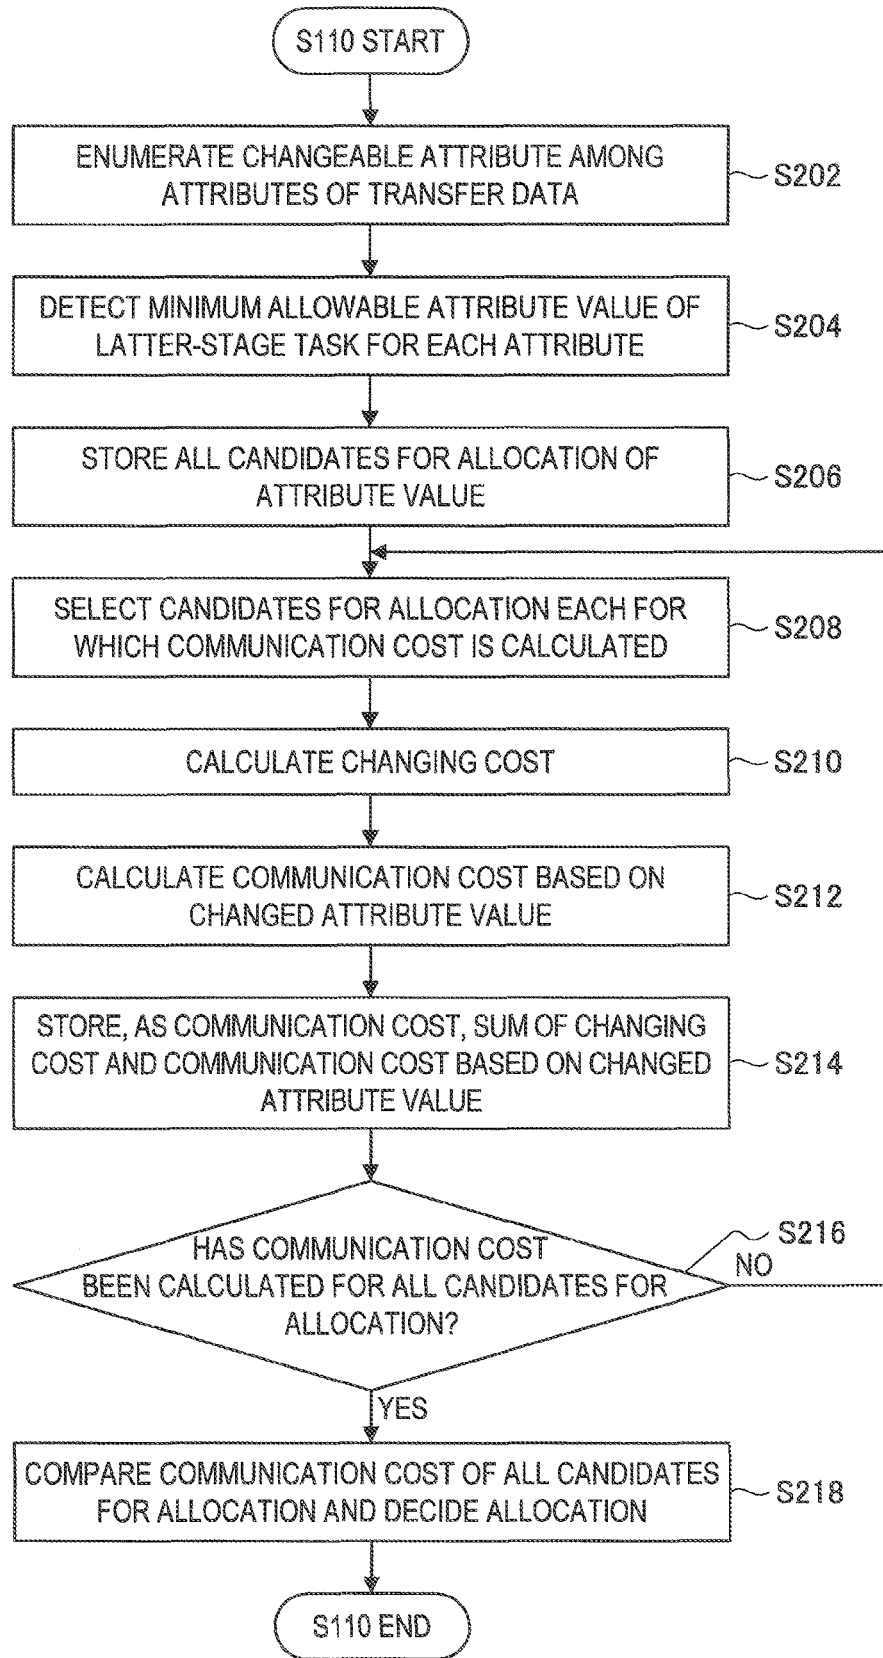 S110 START
ENUMERATE CHANGEABLE ATTRIBUTE AMONG
ATTRIBUTES OF TRANSFER DATA
S202
DETECT MINIMUM ALLOWABLE ATTRIBUTE VALUE OF
LATTER-STAGE TASK FOR EACH ATTRIBUTE
S204
STORE ALL CANDIDATES FOR ALLOCATION OF
ATTRIBUTE VALUE
S206
SELECT CANDIDATES FOR ALLOCATION EACH FOR
WHICH COMMUNICATION COST IS CALCULATED
S208
CALCULATE CHANGING COST
S210
CALCULATE COMMUNICATION COST BASED ON
CHANGED ATTRIBUTE VALUE
S212
STORE, AS COMMUNICATION COST, SUM OF CHANGING
COST AND COMMUNICATION COST BASED ON CHANGED
ATTRIBUTE VALUE
S214
HAS COMMUNICATION COST
BEEN CALCULATED FOR ALL CANDIDATES FOR
ALLOCATION?
S216
NO
YES
COMPARE COMMUNICATION COST OF ALL CANDIDATES
FOR ALLOCATION AND DECIDE ALLOCATION
S218
S110 END